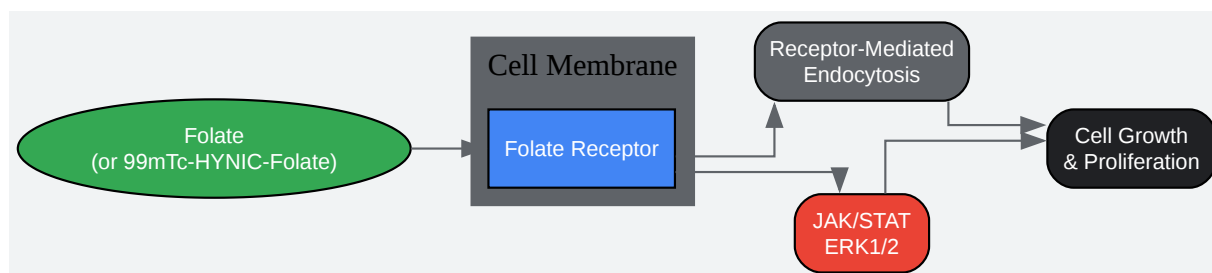 Folate
(or 99mTc-HYNIC-Folate)
Cell Membrane
Folate Receptor
Receptor-Mediated
Endocytosis
JAK/STAT
ERK1/2
Cell Growth
& Proliferation